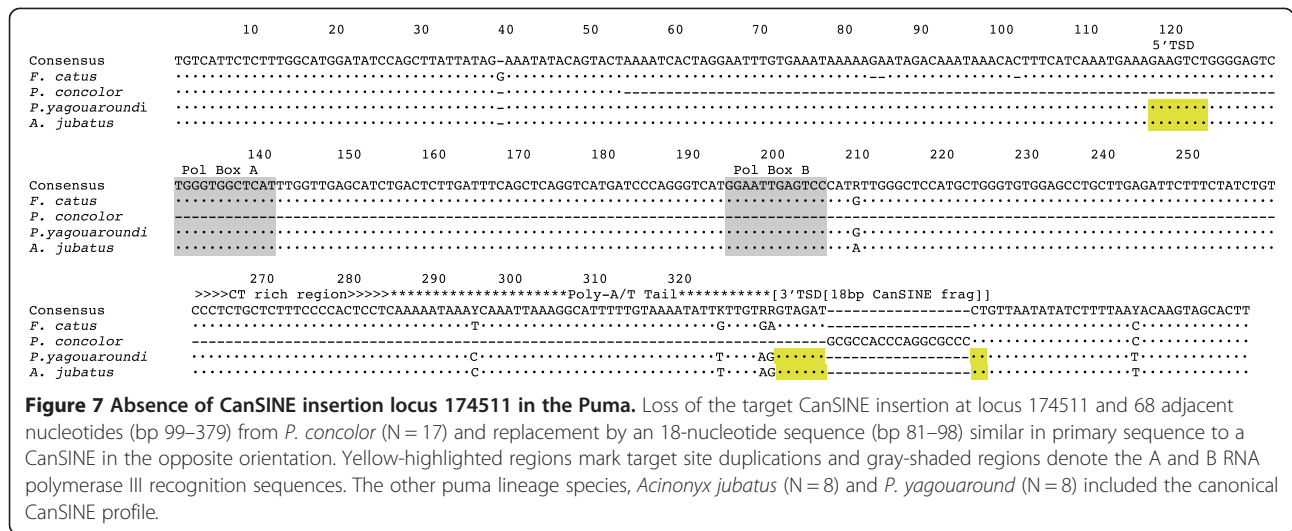 10 20 30 40 50 60 70 80 90 100 110 120
5'TSD
Consensus TGTCATTCTCTTTGGCATGGATATCCAGCTTATTATAG-AAATATACAGTACTAAAATCACTAGGAATTTGTGAAATAAAAAGAATAGACAAATAAACACTTTCATCAAATGAAAGAAGTCTGGGGAGTC
F. catus G
P. concolor -
P.yagouaroundi -
A. jubatus -
140 150 160 170 180 190 200 210 220 230 240 250
Pol Box A Pol Box B
Consensus TGGGTGGCTCATTTGGTTGAGCATCTGACTCTTGATTTCAGCTCAGGTCATGATCCCAGGGTCATGGAATTGAGTCCCATRTTGGGCTCCATGCTGGGTGTGGAGCCTGCTTGAGATTCTTTCTATCTGT
F. catus G
P. concolor
P.yagouaroundi G
A. jubatus A
270 280 290 300 310 320
>>>>CT rich region>>>>>*********************Poly-A/T Tail***********[3'TSD[18bp CanSINE frag]]
Consensus CCCTCTGCTCTTTCCCCACTCCTCAAAAATAAAYCAAATTAAAGGCATTTTTGTAAAATATTKTTGTRRGTAGAT-----------------CTGTTAATATATCTTTTAAYACAAGTAGCACTT
F. catus T G GA C
P. concolor GCGCCACCCAGGCGCCC C
P.yagouaroundi C T AG T
A. jubatus C T AG T
Figure 7 Absence of CanSINE insertion locus 174511 in the Puma. Loss of the target CanSINE insertion at locus 174511 and 68 adjacent
nucleotides (bp 99–379) from P. concolor (N = 17) and replacement by an 18-nucleotide sequence (bp 81–98) similar in primary sequence to a
CanSINE in the opposite orientation. Yellow-highlighted regions mark target site duplications and gray-shaded regions denote the A and B RNA
polymerase III recognition sequences. The other puma lineage species, Acinonyx jubatus (N = 8) and P. yagouaround (N = 8) included the canonical
CanSINE profile.